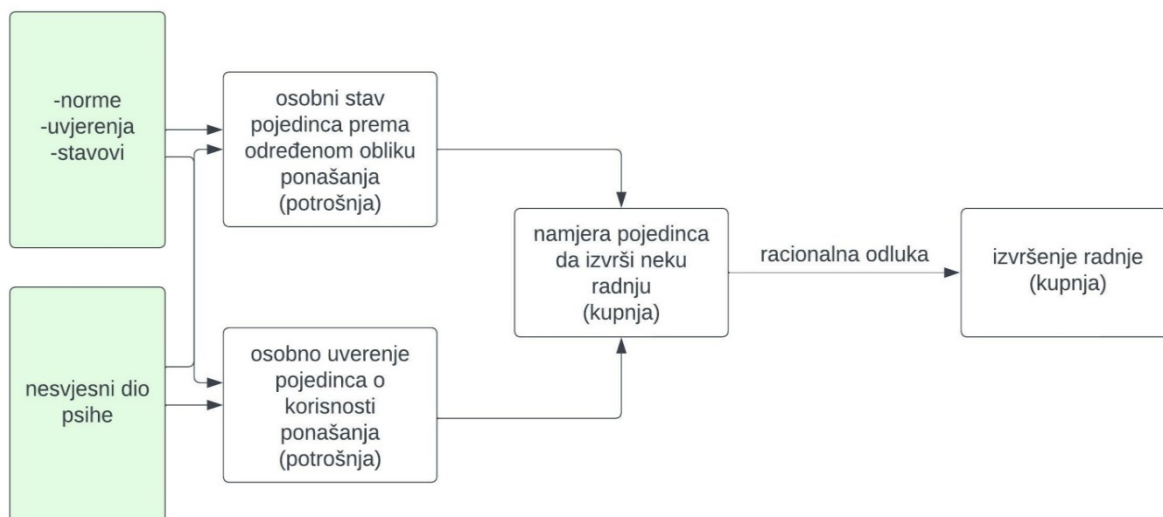 -norme
-uvjerenja
-stavovi
osobni stav
pojedinca prema
određenom obliku
ponašanja
(potrošnja)
nesvjesni dio
psihe
osobno uverenje
pojedinca o
korisnosti
ponašanja
(potrošnja)
namjera pojedinca
da izvrši neku
radnju
(kupnja)
racionalna odluka
izvršenje radnje
(kupnja)